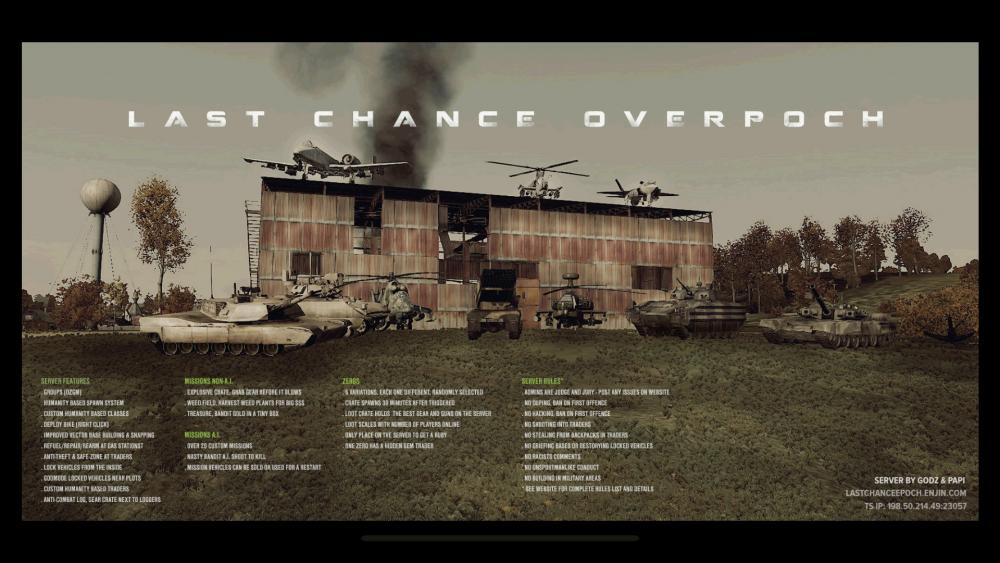 LAST CHANCE OVERPOCH
SERVER FEATURES
. GROUPS (DZGM)
. HUMANITY BASED SPAWN SYSTEM
. CUSTOM HUMANITY BASED CLASSES
. DEPLOY BIKE (RIGHT CLICK)
. IMPROVED VECTOR BASE BUILDING & SNAPPING
. REFUEL/REPAIR/REARM AT GAS STATIONST
. ANTI-THEFT & SAFE-ZONE AT TRADERS
. LOCK VEHICLES FROM THE INSIDE
. GODMODE LOCKED VEHICLES NEAR PLOTS
. CUSTOM HUMANITY BASED TRADERS
. ANTI-COMBAT LOG, GEAR CRATE NEXT TO LOGGERS
MISSIONS NON-A.I.
. EXPLOSIVE CRATE. GRAB GEAR BEFORE IT BLOWS
. WEED FIELD, HARVEST WEED PLANTS FOR BIG $$$
. TREASURE, BANDIT GOLD IN A TINY BOX
MISSIONS A.I.
. OVER 25 CUSTOM MISSIONS
. NASTY BANDIT A.I. SHOOT TO KILL
. MISSION VEHICLES CAN BE SOLD OR USED FOR A RESTART
. VARIATIONS. EACH ONE DIFFERENT, RANDOMLY SELECTED
. CRATE SPAWNS 30 MINUTES AFTER TRIGGERED
. LOOT CRATE HOLDS THE BEST GEAR AND GUNS ON THE SERVER
. LOOT SCALES WITH NUMBER OF PLAYERS ONLINE
. ONLY PLACE ON THE SERVER TO GET A RUBY
. ONE ZERO HAS A HIDDEN GEM TRADER
SERVER RULES*
. ADMINS ARE JUDGE AND JURY - POST ANY ISSUES ON WEBSITE
. NO DUPING. BAN ON FIRST OFFENCE
. NO HACKING. BAN ON FIRST OFFENCE
. NO SHOOTING INTO TRADERS
. NO STEALING FROM BACKPACKS IN TRADERS
. NO GRIEFING BASES OR DESTORYING LOCKED VEHICLES
. NO RACISTS COMMENTS
. NO UNSPORTMANLIKE CONDUCT
. NO BUILDING IN MILITARY AREAS
* SEE WEBSITE FOR COMPLETE RULES LIST AND DETAILS
SERVER BY GODZ & PAPI
LASTCHANCEEPOCH.ENJIN.COM
TS IP: 198.50.214.49:23057